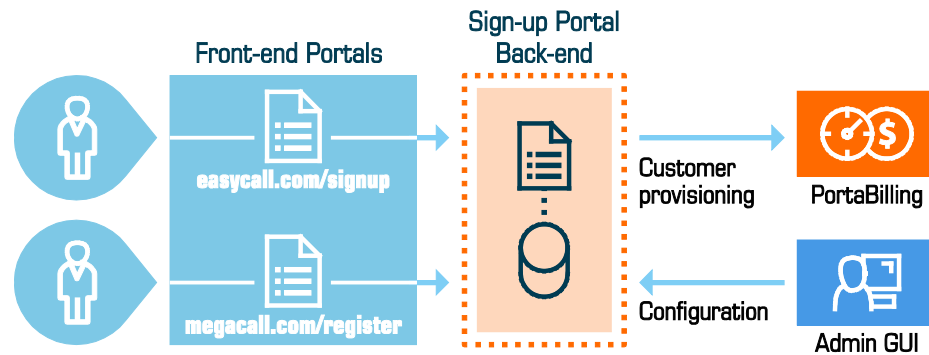 Sign-up Portal
Back-end
Front-end Portals
easycall.com/signup
megacall.com/register
Customer
provisioning
$
PortaBilling
Configuration
Admin GUI